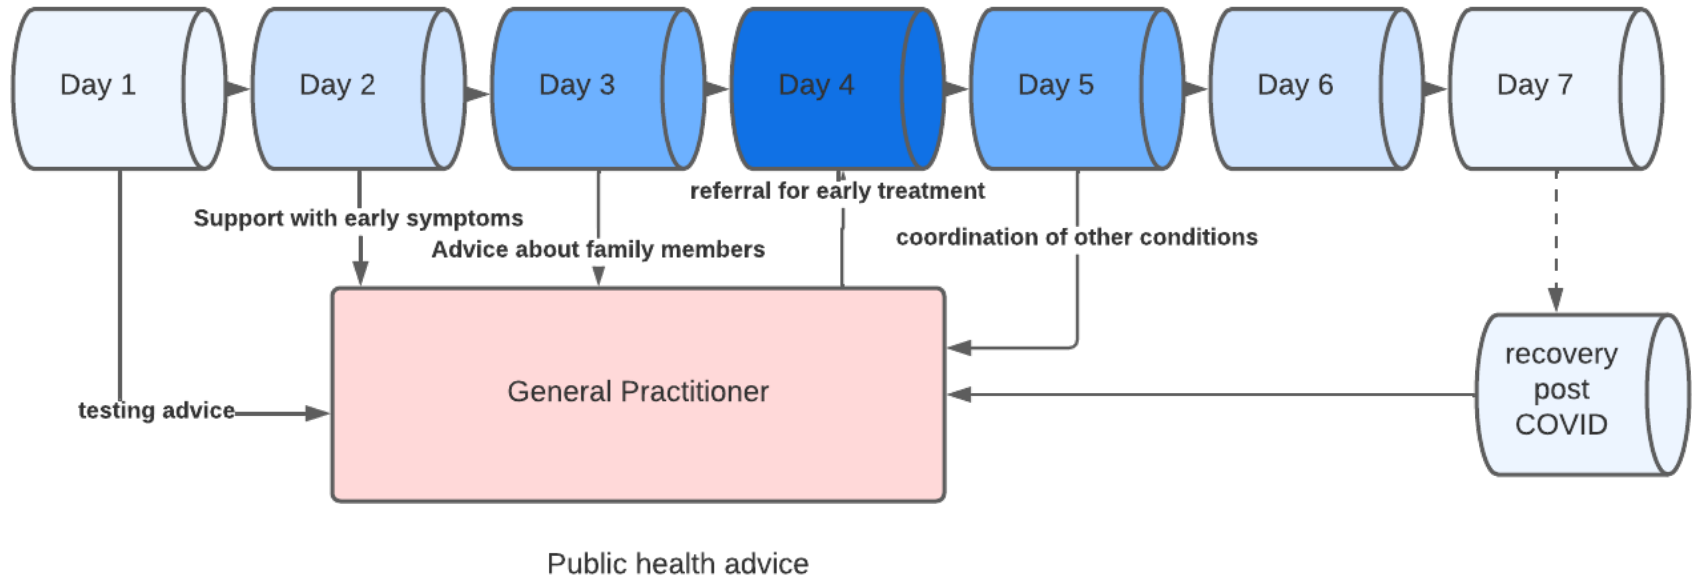 Day 1
Day 2
Day 3
Day 4
Day 5
Day 6
Day 7
referral for early treatment
Support with early symptoms
coordination of other conditions
Advice about family members
testing advice
General Practitioner
recovery
post
COVID
Public health advice